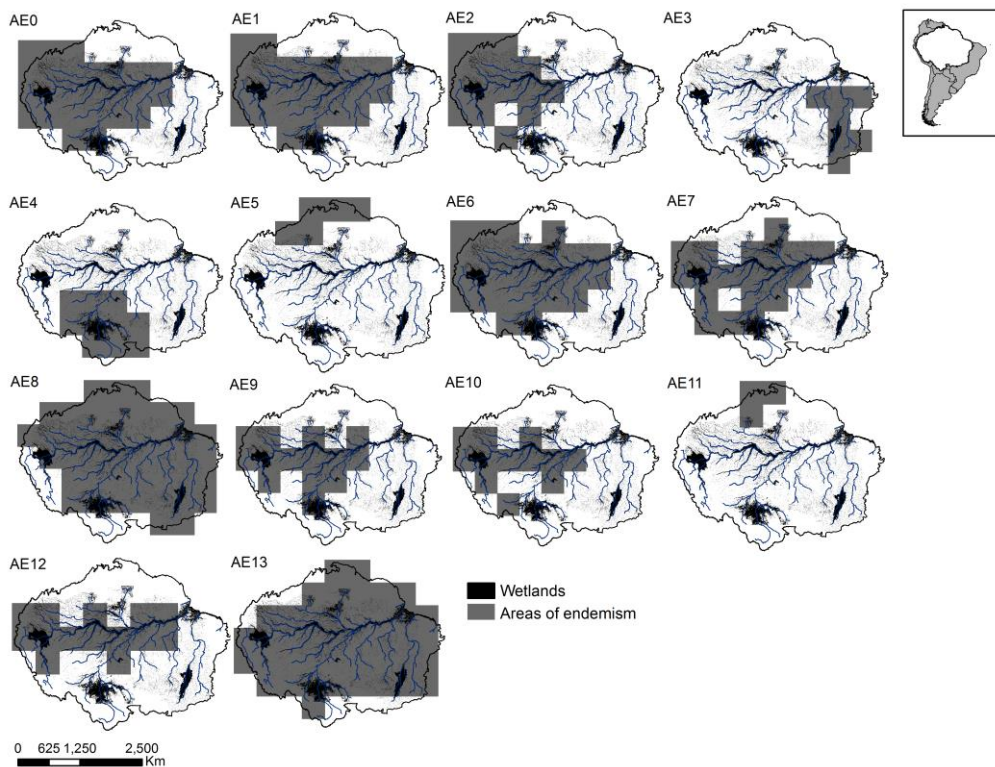 AE0 AE1 AE2 AE3
AE4 AE5 AE6 AE7
AE8 AE9 AE10 AE11
AE12 AE13
Wetlands
Areas of endemism
0 625 1,250 2,500
Km